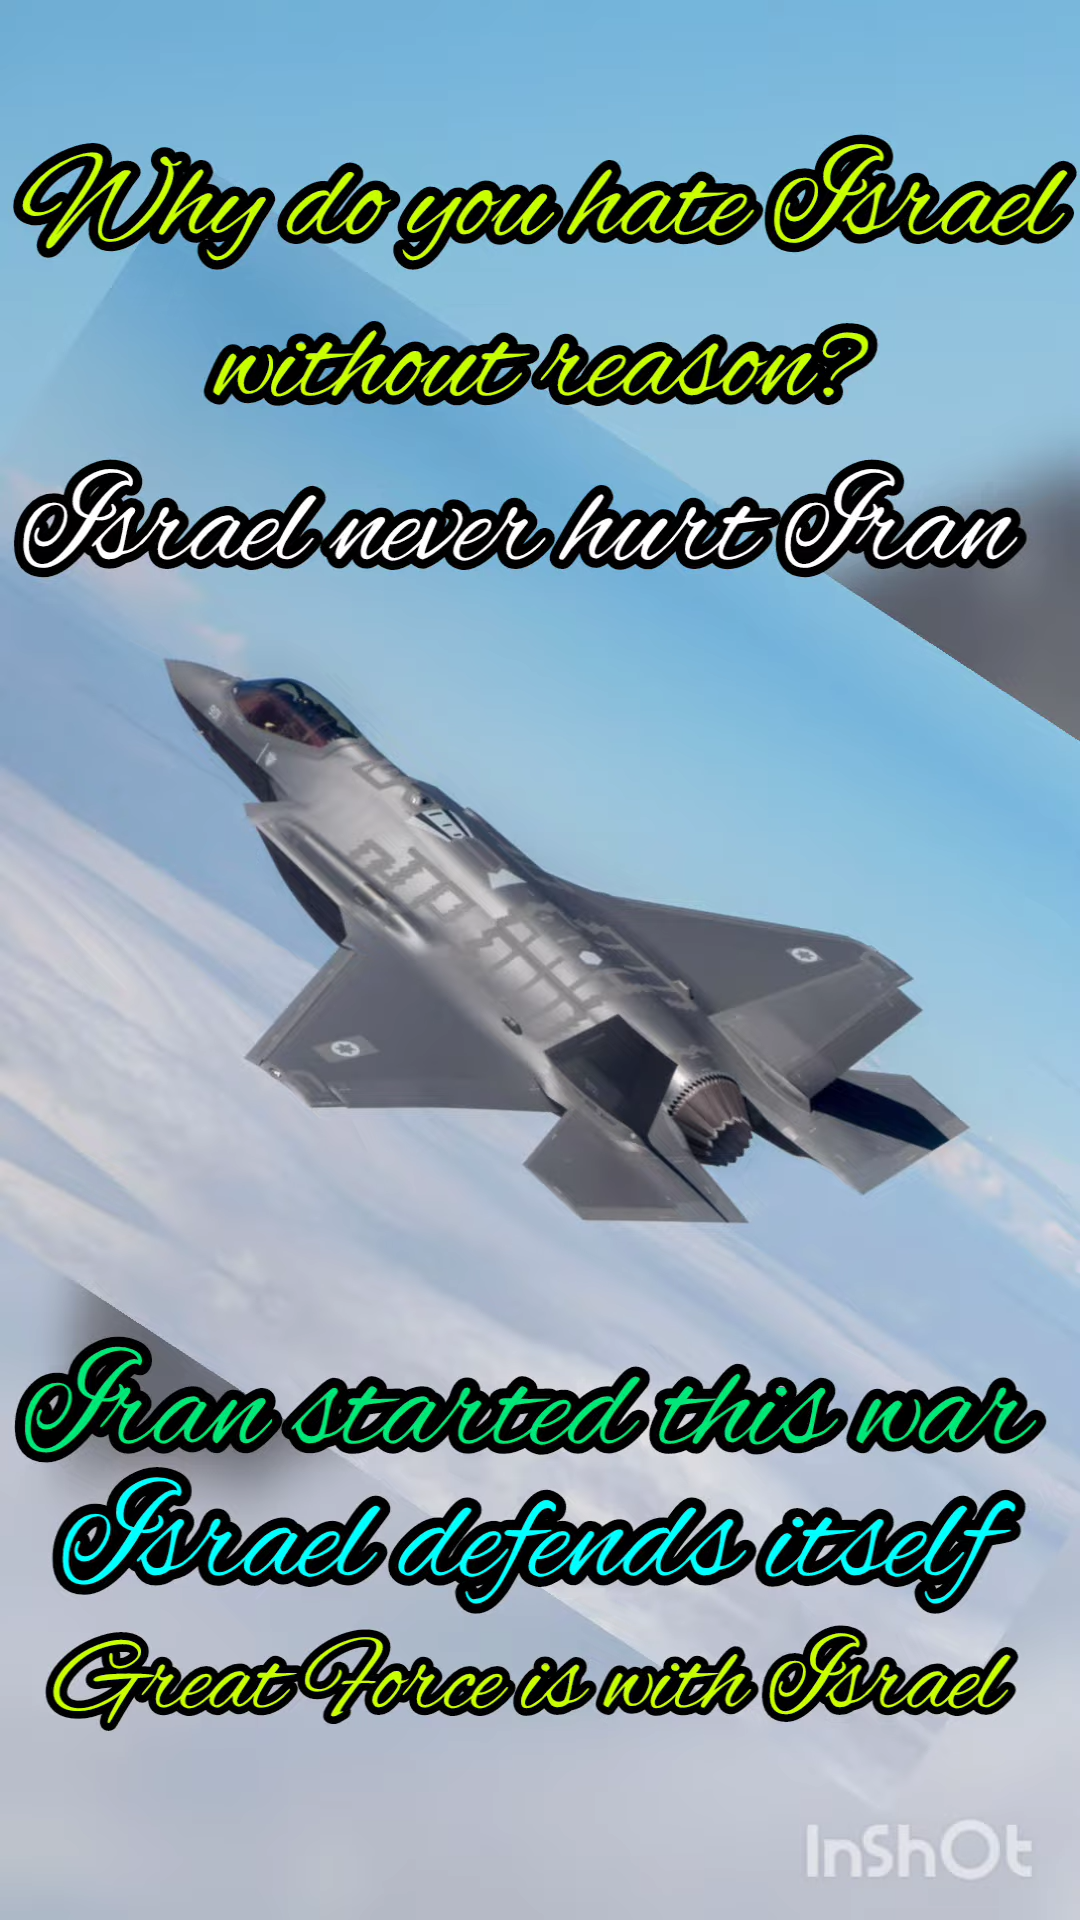 Why do you hate Israel
without reason?
Israel never hurt Iran
Iran started this war
Israel defends itself
Great Force is with Israel
InShOt